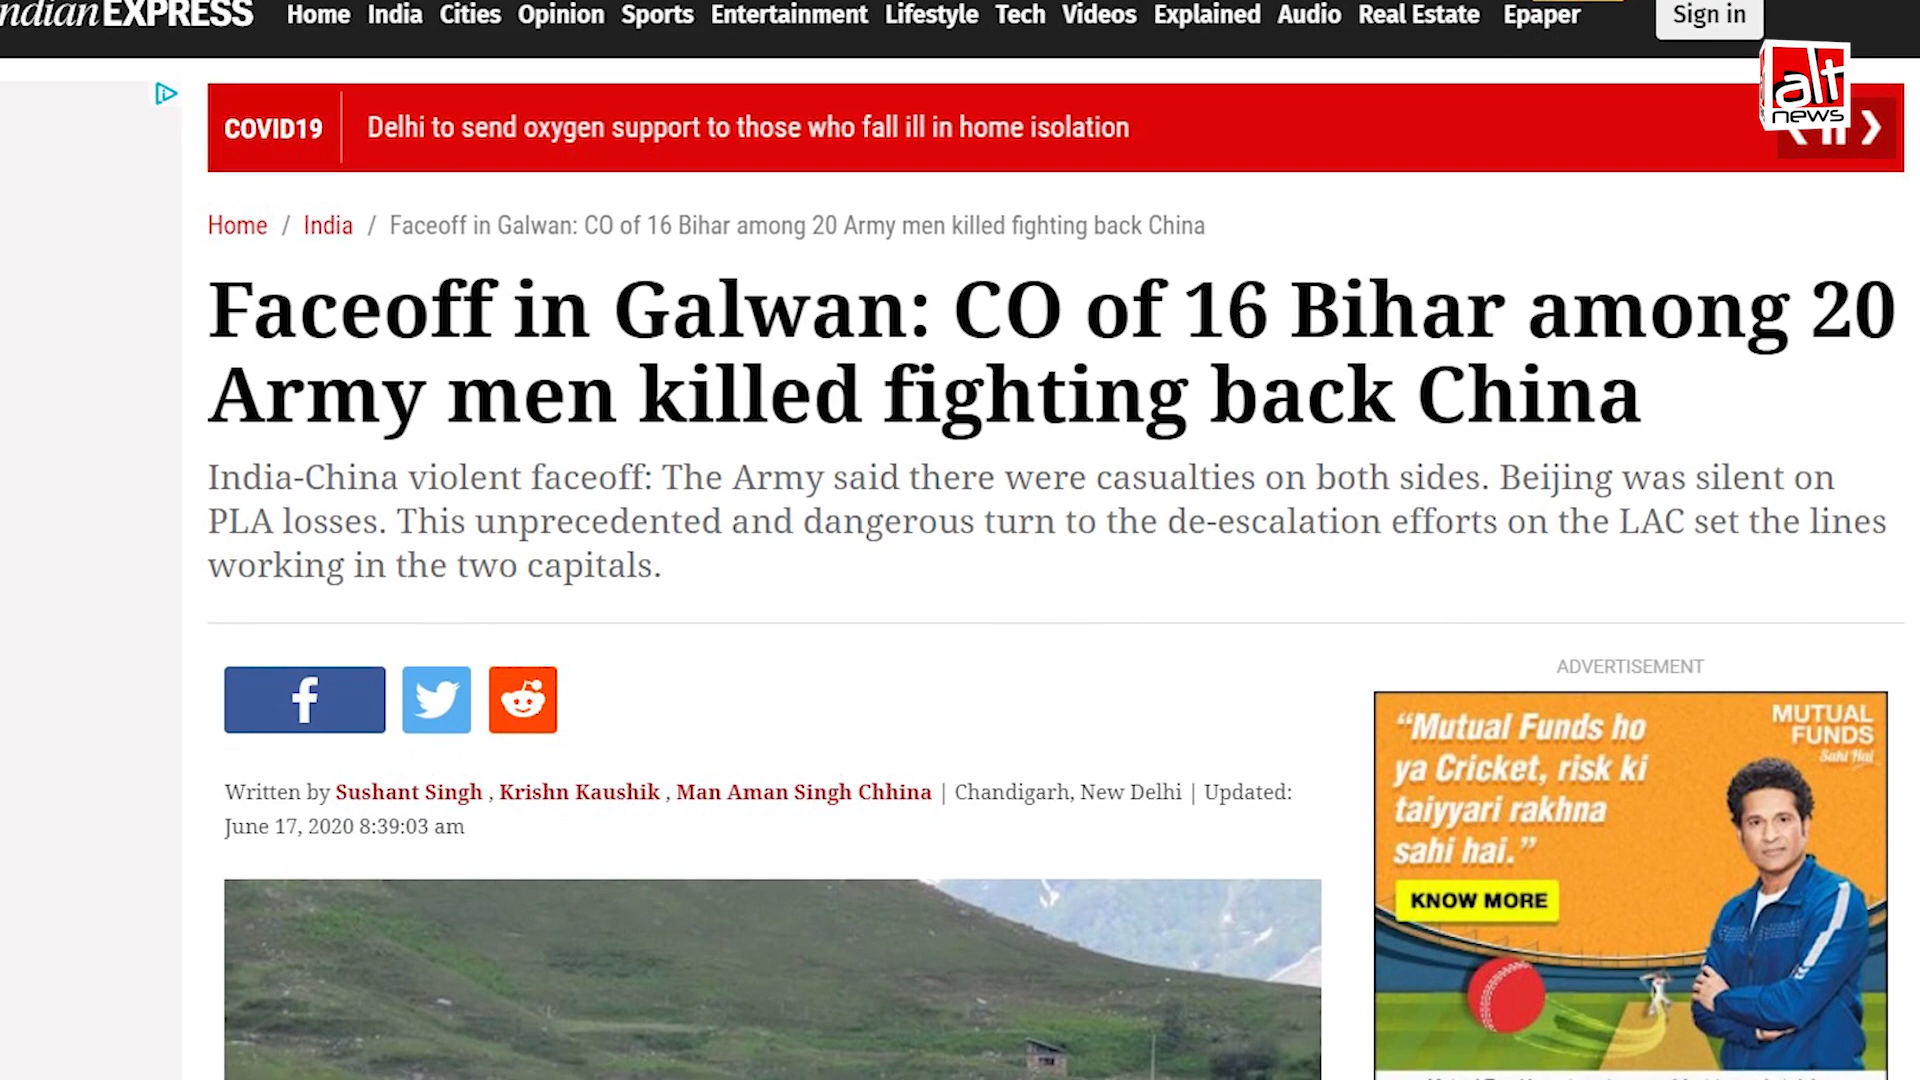 Indian EXPRESS
Home India Cities Opinion Sports Entertainment Lifestyle Tech Videos Explained Audio Real Estate Epaper Sign in
alt
news
COVID19 Delhi to send oxygen support to those who fall ill in home isolation
Home / India / Faceoff in Galwan: CO of 16 Bihar among 20 Army men killed fighting back China
Faceoff in Galwan: CO of 16 Bihar among 20
Army men killed fighting back China
India-China violent faceoff: The Army said there were casualties on both sides. Beijing was silent on
PLA losses. This unprecedented and dangerous turn to the de-escalation efforts on the LAC set the lines
working in the two capitals.
Written by Sushant Singh , Krishn Kaushik , Man Aman Singh Chhina | Chandigarh, New Delhi | Updated:
June 17, 2020 8:39:03 am
ADVERTISEMENT
“Mutual Funds ho
ya Cricket, risk ki
taiyyari rakhna
sahi hai.”
KNOW MORE
MUTUAL
FUNDS
Sahi Hai